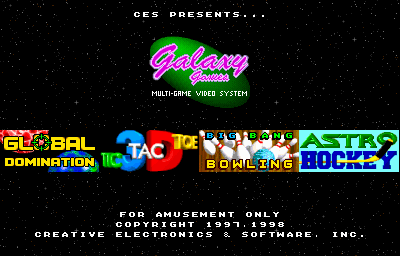 CES PRESENTS...
Galaxy
Games
MULTI-GAME VIDEO SYSTEM
GLOBAL
DOMINATION
TIC TAC TOE
3D
BIG BANG
BOWLING
ASTRO
HOCKEY
FOR AMUSEMENT ONLY
COPYRIGHT 1997,1998
CREATIVE ELECTRONICS & SOFTWARE, INC.